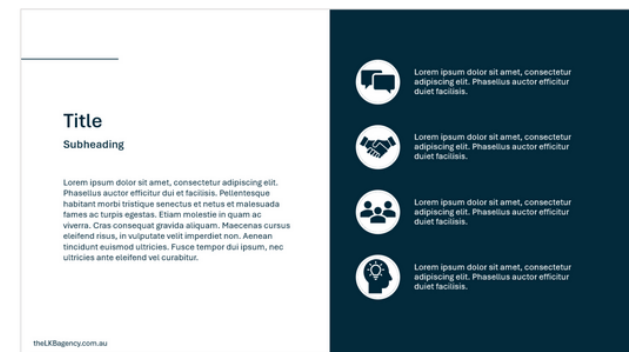 Title
Subheading
Lorem ipsum dolor sit amet, consectetur adipiscing elit.
Phasellus auctor efficitur dui et facilisis. Pellentesque
habitant morbi tristique senectus et netus et malesuada
fames ac turpis egestas. Etiam molestie in quam ac
viverra. Cras consequat gravida aliquam. Maecenas cursus
eleifend risus, in vulputate velit imperdiet non. Aenean
tincidunt euismod ultricies. Fusce tempor dui ipsum, nec
ultricies ante eleifend vel curabitur.
theLKBagency.com.au
Lorem ipsum dolor sit amet, consectetur
adipiscing elit. Phasellus auctor efficitur
duiet facilisis.
Lorem ipsum dolor sit amet, consectetur
adipiscing elit. Phasellus auctor efficitur
duiet facilisis.
Lorem ipsum dolor sit amet, consectetur
adipiscing elit. Phasellus auctor efficitur
duiet facilisis.
Lorem ipsum dolor sit amet, consectetur
adipiscing elit. Phasellus auctor efficitur
duiet facilisis.